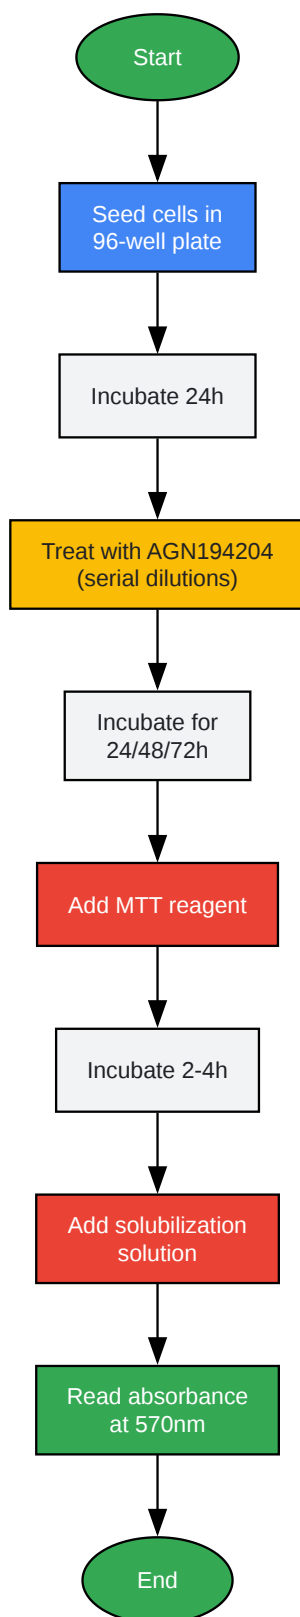 Start
Seed cells in
96-well plate
Incubate 24h
Treat with AGN194204
(serial dilutions)
Incubate for
24/48/72h
Add MTT reagent
Incubate 2-4h
Add solubilization
solution
Read absorbance
at 570nm
End